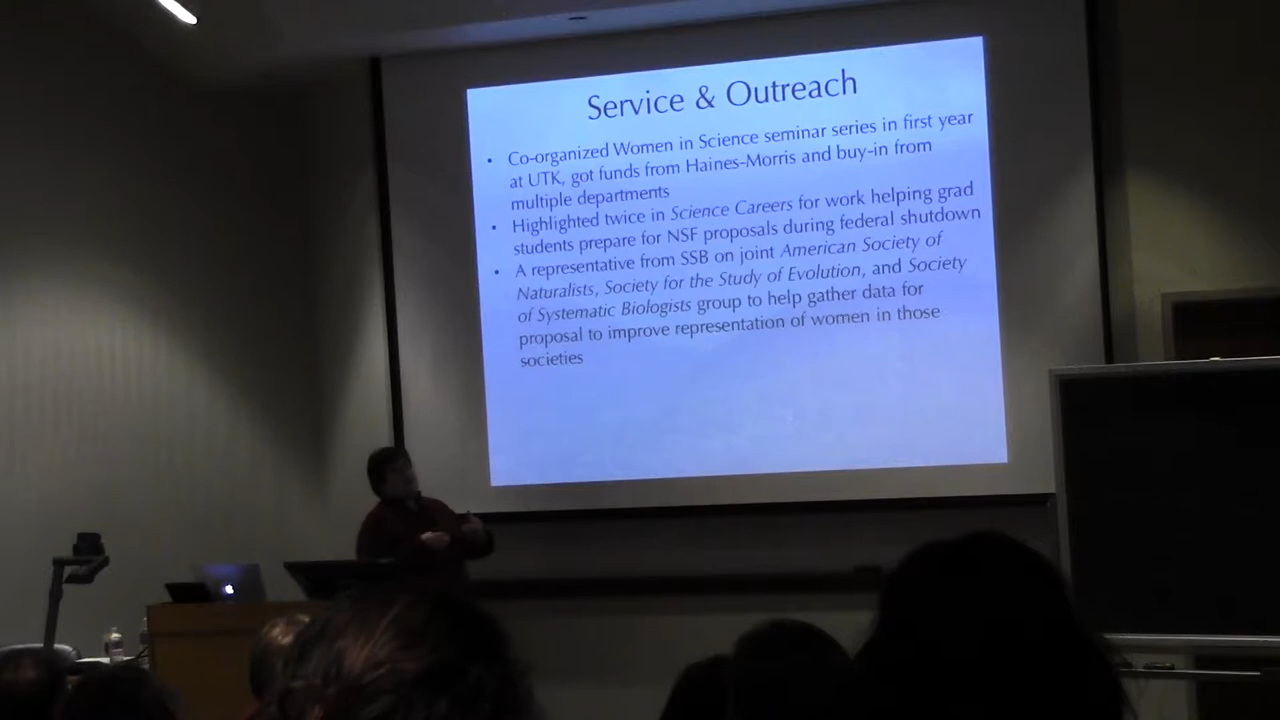 Service & Outreach
• Co-organized Women in Science seminar series in first year
at UTK, got funds from Haines-Morris and buy-in from
multiple departments
• Highlighted twice in Science Careers for work helping grad
students prepare for NSF proposals during federal shutdown
• A representative from SSB on joint American Society of
Naturalists, Society for the Study of Evolution, and Society
of Systematic Biologists group to help gather data for
proposal to improve representation of women in those
societies